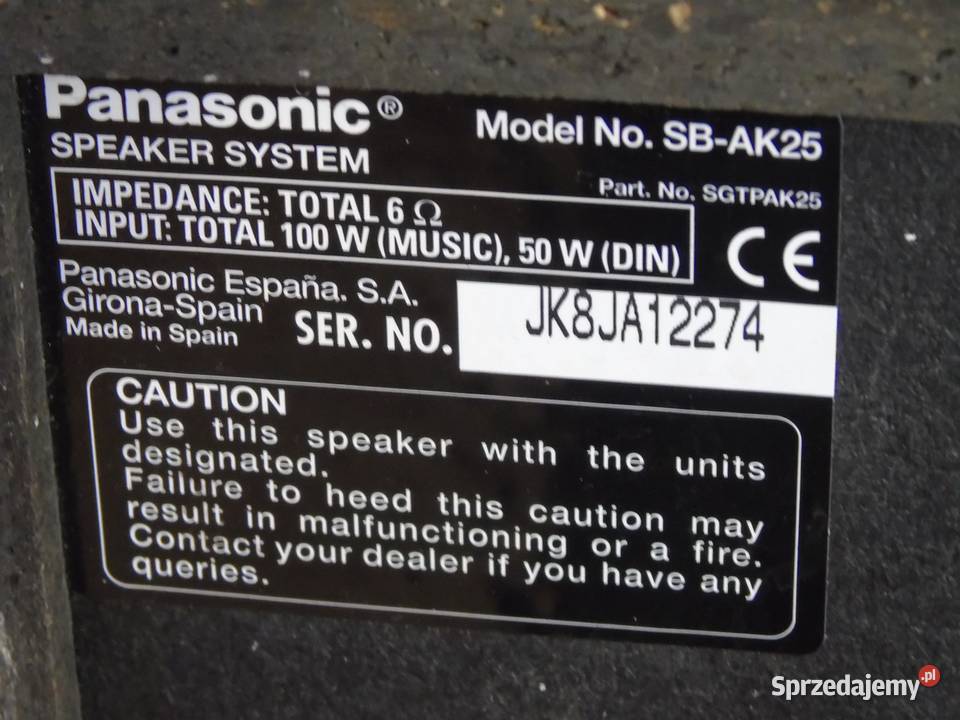 Panasonic®
Model No. SB-AK25
SPEAKER SYSTEM
Part. No. SGTPAK25
IMPEDANCE: TOTAL 6 Ω
INPUT: TOTAL 100 W (MUSIC), 50 W (DIN)
CE
Panasonic España. S.A.
Girona-Spain
Made in Spain
SER. NO. JK8JA12274
CAUTION
Use this speaker with the units
designated.
Failure to heed this caution may
result in malfunctioning or a fire.
Contact your dealer if you have any
queries.
Sprzedajemy.pl